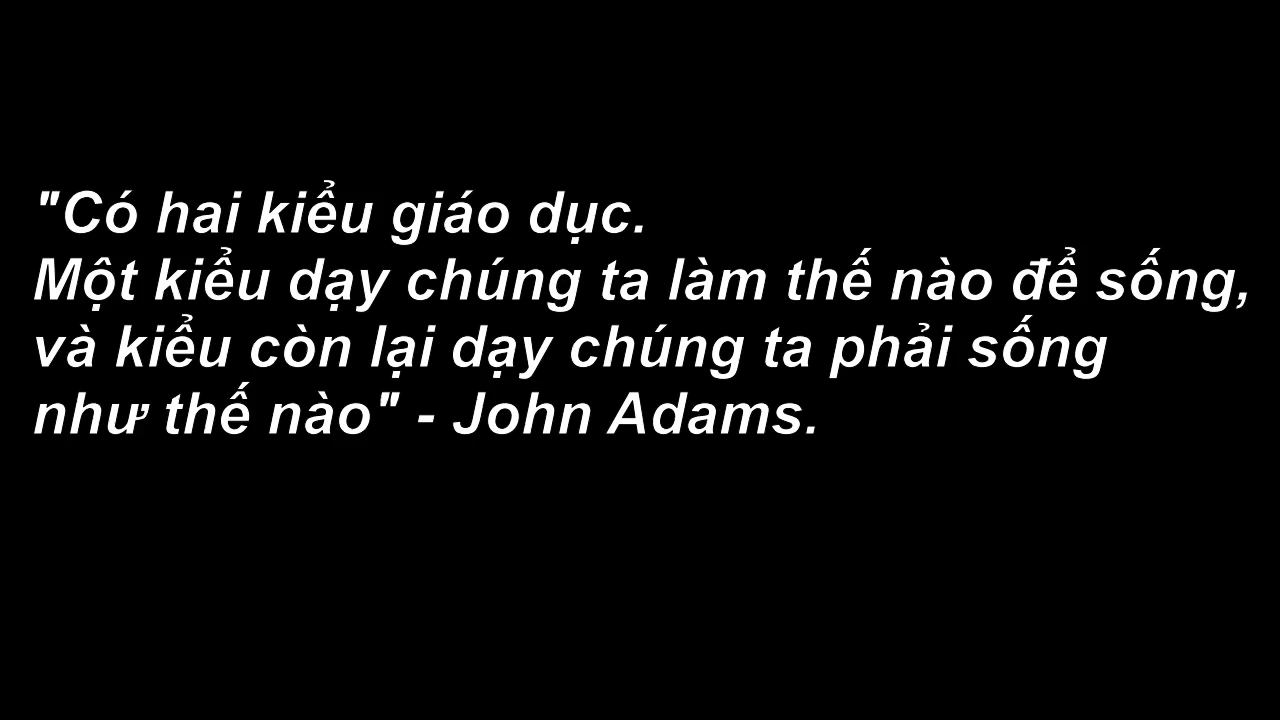 "Có hai kiểu giáo dục.
Một kiểu dạy chúng ta làm thế nào để sống,
và kiểu còn lại dạy chúng ta phải sống
như thế nào" - John Adams.